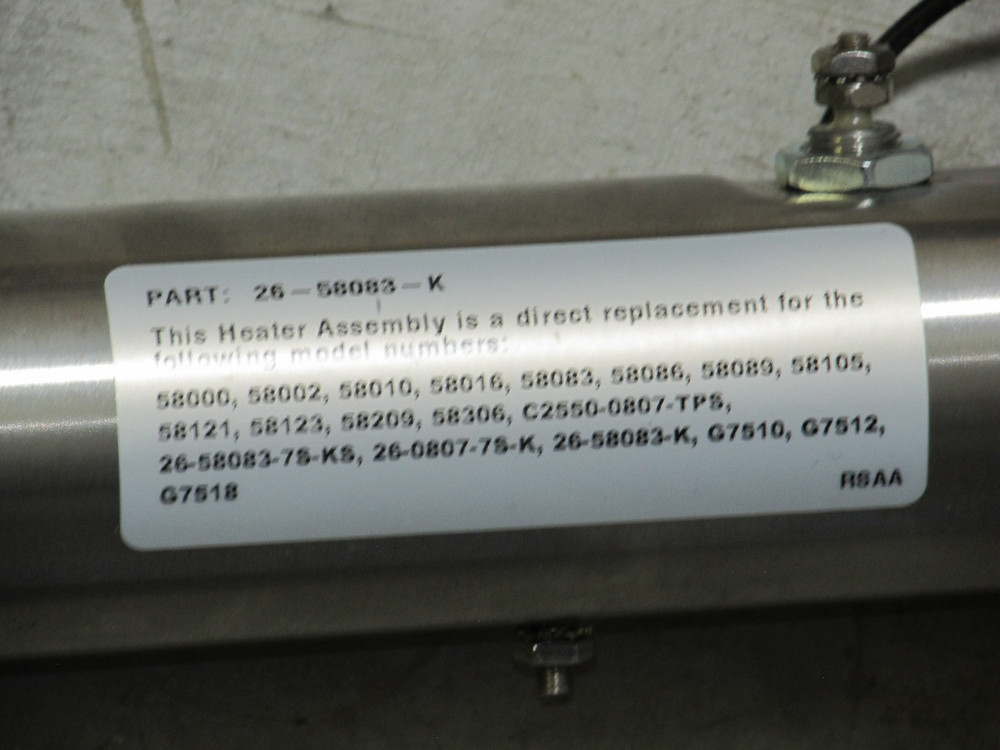 PART: 26-58083-K
This Heater Assembly is a direct replacement for the
following model numbers:
58000, 58002, 58010, 58016, 58083, 58086, 58089, 58105,
58121, 58123, 58209, 58306, C2550-0807-TPS,
26-58083-7S-KS, 26-0807-7S-K, 26-58083-K, G7510, G7512,
G7518
RSAA